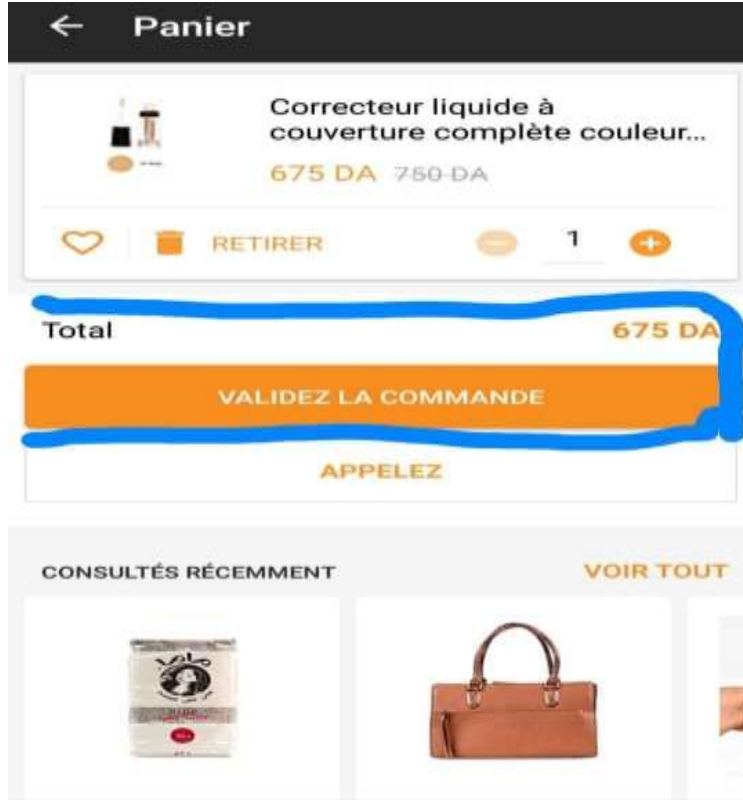 Panier
Correcteur liquide à
couverture complète couleur...
675 DA 750 DA
RETIRER
1
Total 675 DA
VALIDEZ LA COMMANDE
APPELEZ
CONSULTÉS RÉCEMMENT VOIR TOUT